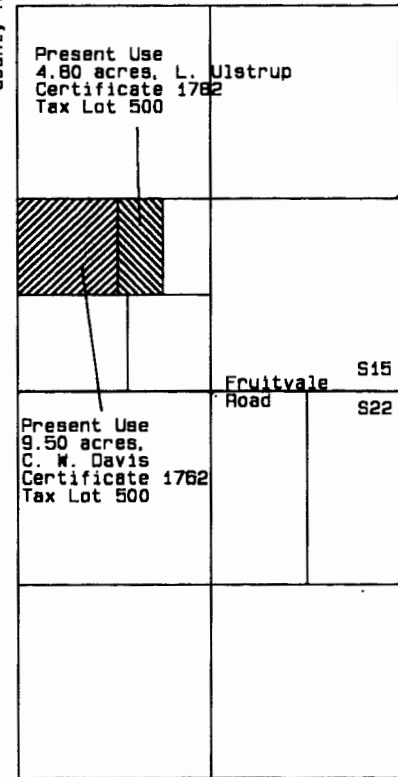 Present Use
4.80 acres, L. Ulstrup
Certificate 1762
Tax Lot 500
Fruitvale
Road
S15
S22
Present Use
9.50 acres,
C. W. Davis
Certificate 1762
Tax Lot 500